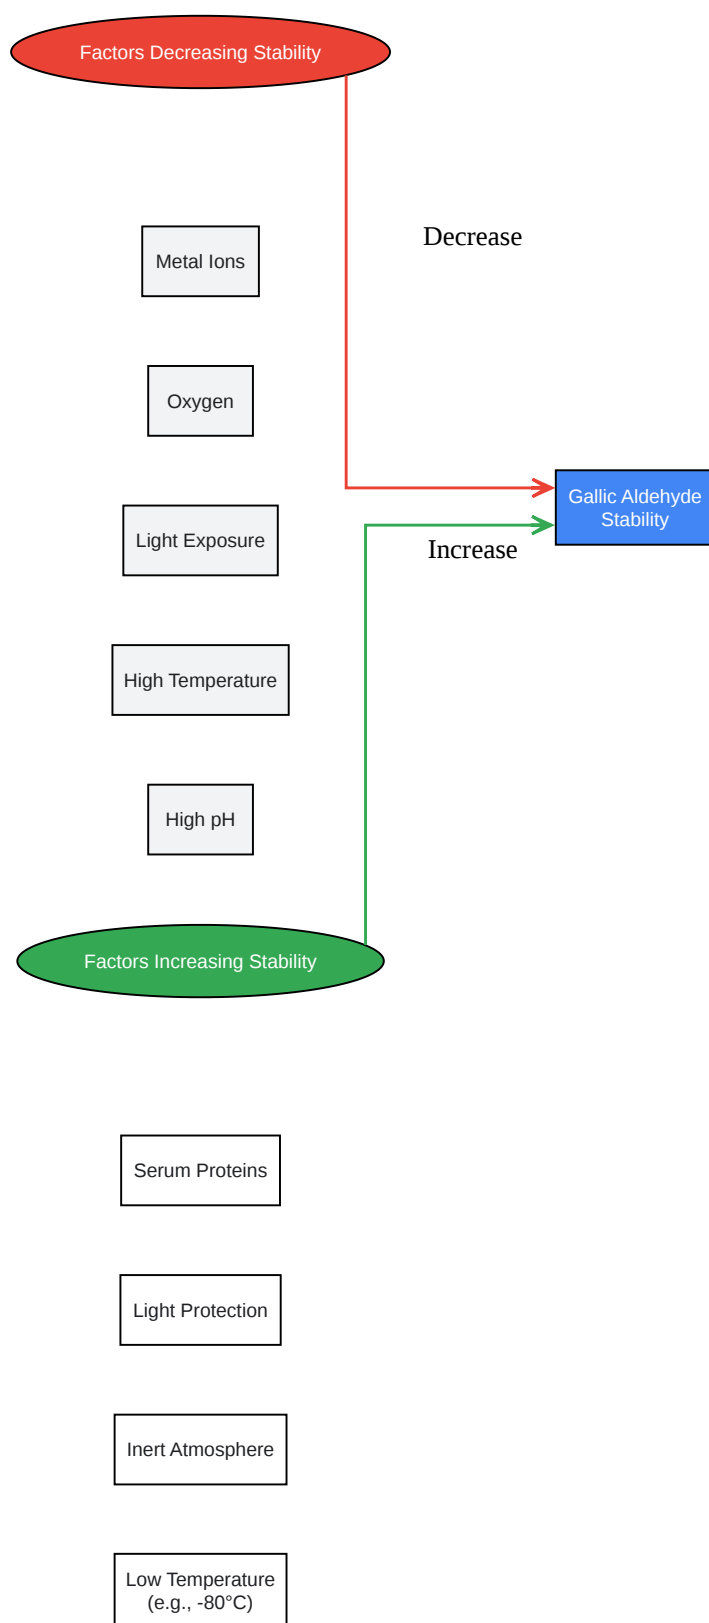 Factors Decreasing Stability
Decrease
Metal Ions
Oxygen
Gallic Aldehyde
Stability
Light Exposure
Increase
High Temperature
High pH
Factors Increasing Stability
Serum Proteins
Light Protection
Inert Atmosphere
Low Temperature
(e.g., -80°C)